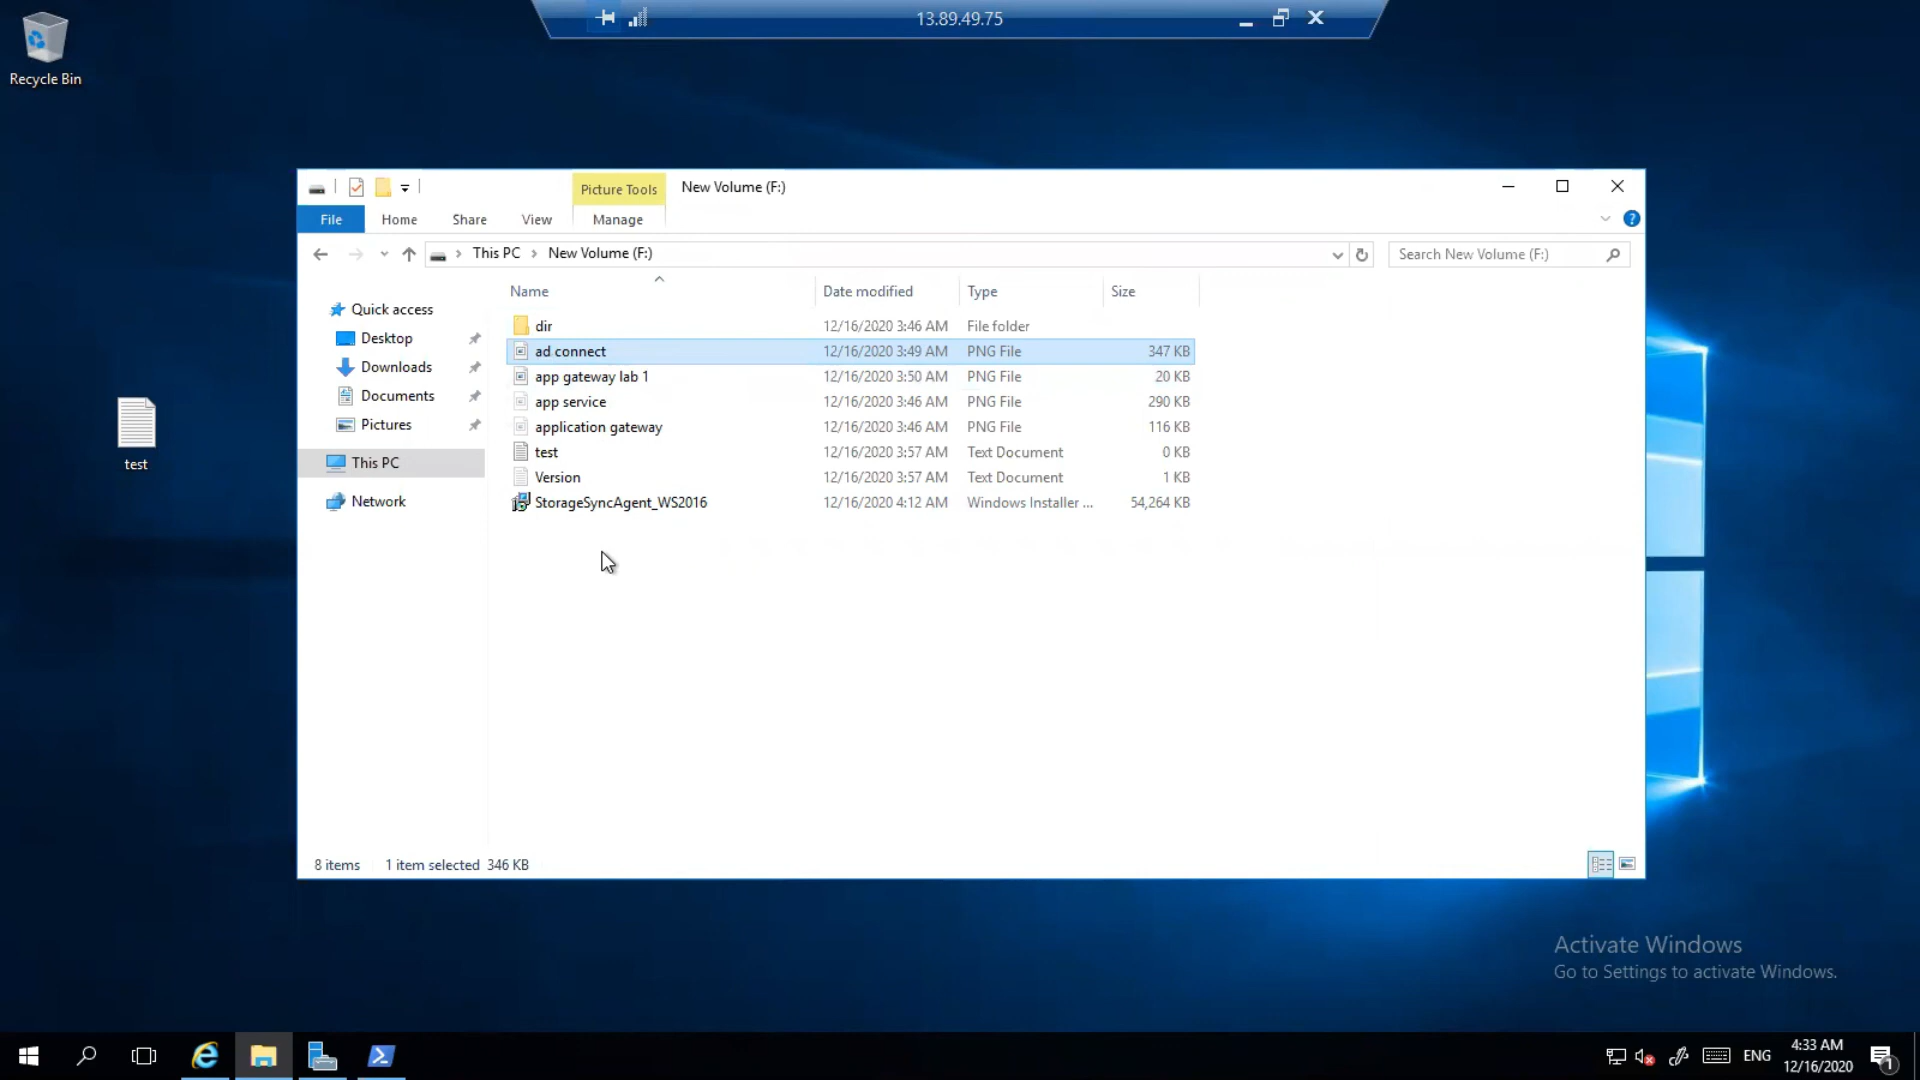 13.89.49.75
Recycle Bin
test
Picture Tools
New Volume (F:)
File
Home
Share
View
Manage
This PC
New Volume (F:)
Search New Volume (F:)
Quick access
Desktop
Downloads
Documents
Pictures
This PC
Network
Name Date modified Type Size
dir 12/16/2020 3:46 AM File folder
ad connect 12/16/2020 3:49 AM PNG File 347 KB
app gateway lab 1 12/16/2020 3:50 AM PNG File 20 KB
app service 12/16/2020 3:46 AM PNG File 290 KB
application gateway 12/16/2020 3:46 AM PNG File 116 KB
test 12/16/2020 3:57 AM Text Document 0 KB
Version 12/16/2020 3:57 AM Text Document 1 KB
StorageSyncAgent_WS2016 12/16/2020 4:12 AM Windows Installer ... 54,264 KB
8 items 1 item selected 346 KB
Activate Windows
Go to Settings to activate Windows.
ENG
4:33 AM
12/16/2020
1